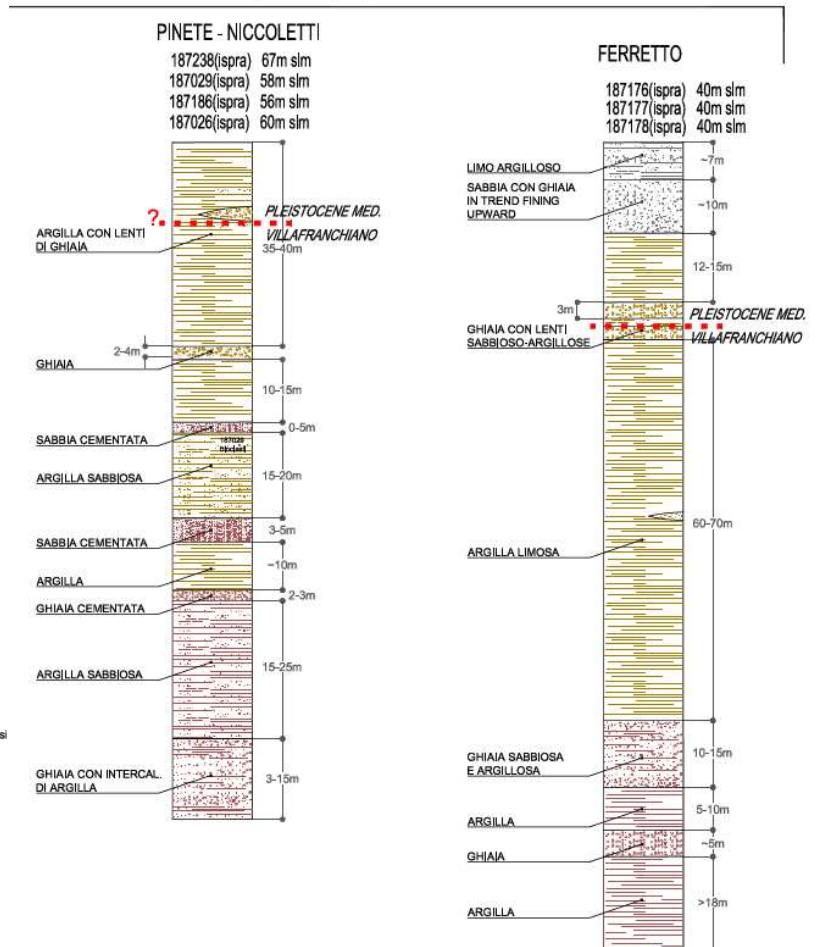 PINETE - NICCOLETTI
187238(ispra) 67m slm
187029(ispra) 58m slm
187186(ispra) 56m slm
187026(ispra) 60m slm
?
PLEISTOCENE MED.
VILLAFRANCHIANO
ARGILLA CON LENTI
DI GHIAIA
35-40m
2-4m
GHIAIA
10-15m
0-5m
SABBIA CEMENTATA
187029
ARGILLA SABBIOSA
15-20m
3-5m
SABBIA CEMENTATA
~10m
ARGILLA
2-3m
GHIAIA CEMENTATA
15-25m
ARGILLA SABBIOSA
si
GHIAIA CON INTERCAL.
DI ARGILLA
3-15m
FERRETTO
187176(ispra) 40m slm
187177(ispra) 40m slm
187178(ispra) 40m slm
LIMO ARGILLOSO
~7m
SABBIA CON GHIAIA
IN TREND FINING
UPWARD
~10m
12-15m
3m
PLEISTOCENE MED.
GHIAIA CON LENTI
SABBIOSO-ARGILLOSE
VILLAFRANCHIANO
60-70m
ARGILLA LIMOSA
GHIAIA SABBIOSA
E ARGILLOSA
10-15m
5-10m
ARGILLA
~5m
GHIAIA
>18m
ARGILLA